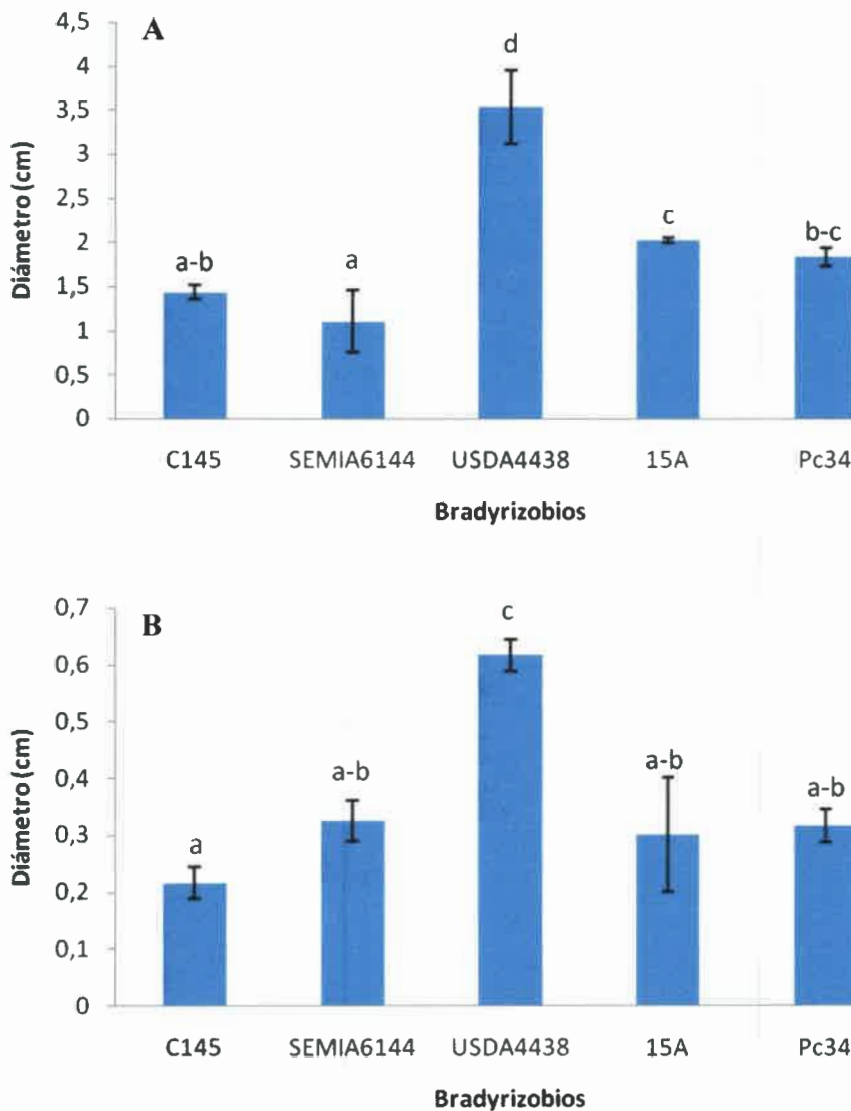 A
4,5
4
3,5
3
2,5
2
1,5
1
0,5
0
Diámetro (cm)
a-b
a
d
c
b-c
C145 SEMIA6144 USDA4438 15A Pc34
Bradyrizobios
B
0,7
0,6
0,5
0,4
0,3
0,2
0,1
0
Diámetro (cm)
a
a-b
c
a-b
a-b
C145 SEMIA6144 USDA4438 15A Pc34
Bradyrizobios